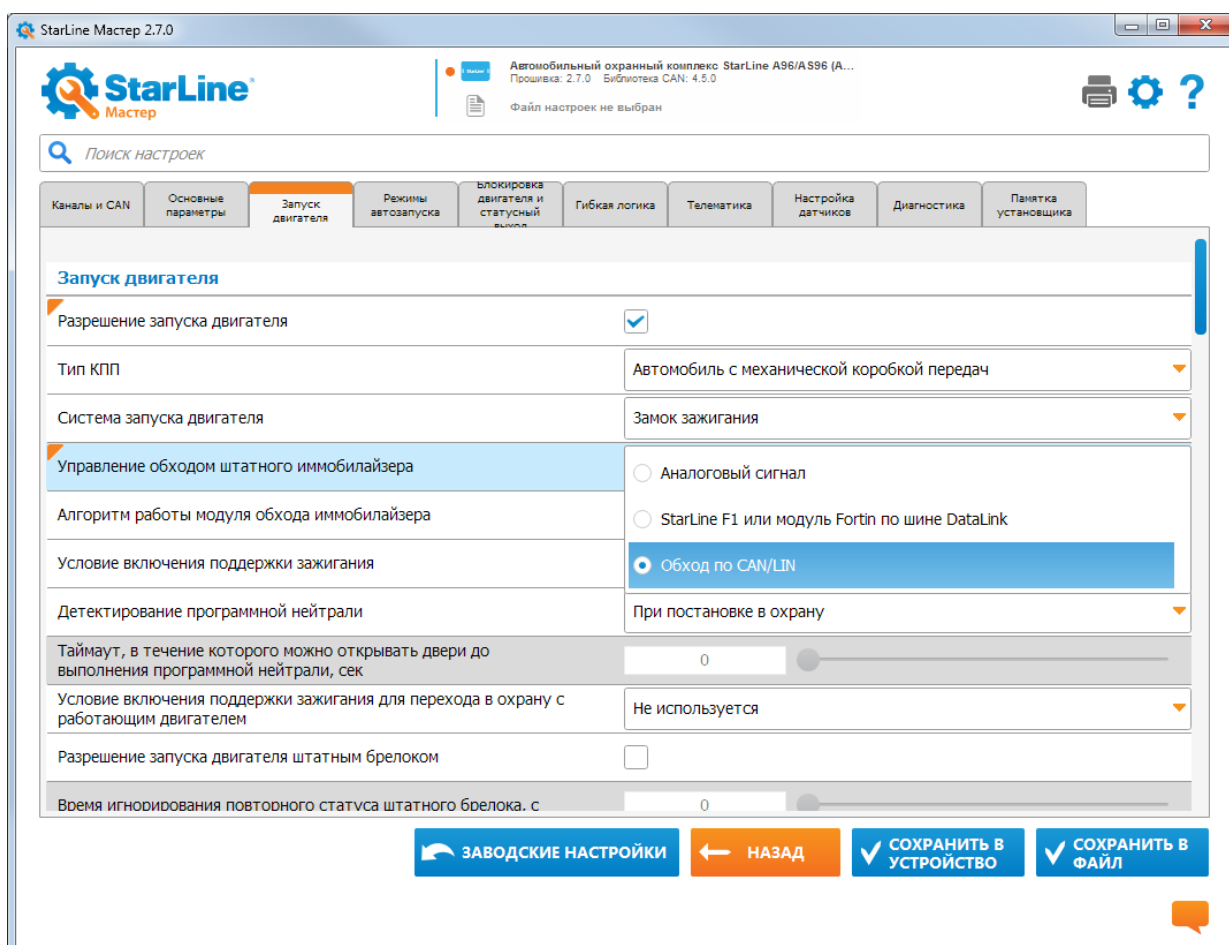 StarLine Мастер 2.7.0
StarLine
Мастер
Автомобильный охранный комплекс StarLine A96/AS96 (А...
Прошивка: 2.7.0 Библиотека CAN: 4.5.0
Файл настроек не выбран
?
Поиск настроек
Каналы и CAN
Основные
параметры
Запуск
двигателя
Режимы
автозапуска
Блокировка
двигателя и
статусный
выход
Гибкая логика
Телематика
Настройка
датчиков
Диагностика
Памятка
установщика
Запуск двигателя
Разрешение запуска двигателя
Тип КПП
Автомобиль с механической коробкой передач
Система запуска двигателя
Замок зажигания
Управление обходом штатного иммобилайзера
Аналоговый сигнал
Алгоритм работы модуля обхода иммобилайзера
StarLine F1 или модуль Fortin по шине DataLink
Условие включения поддержки зажигания
Обход по CAN/LIN
Детектирование программной нейтрали
При постановке в охрану
Таймаут, в течение которого можно открывать двери до
выполнения программной нейтрали, сек
0
Условие включения поддержки зажигания для перехода в охрану с
работающим двигателем
Не используется
Разрешение запуска двигателя штатным брелоком
Время игнорирования повторного статуса штатного брелока, с
0
ЗАВОДСКИЕ НАСТРОЙКИ
НАЗАД
СОХРАНИТЬ В
УСТРОЙСТВО
СОХРАНИТЬ В
ФАЙЛ